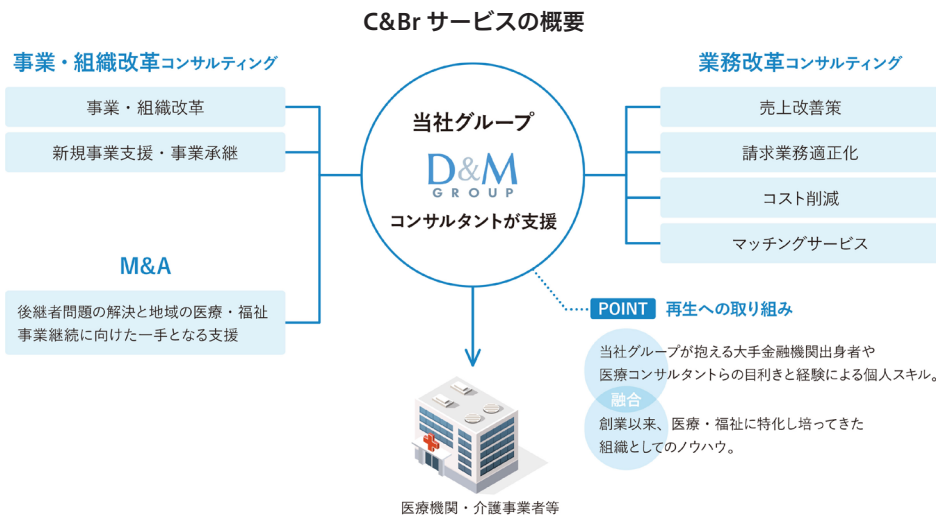 C&Br サービスの概要
事業・組織改革コンサルティング
事業・組織改革
新規事業支援・事業承継
M&A
後継者問題の解決と地域の医療・福祉
事業継続に向けた一手となる支援
当社グループ
D&M
GROUP
コンサルタントが支援
業務改革コンサルティング
売上改善策
請求業務適正化
コスト削減
マッチングサービス
POINT 再生への取り組み
当社グループが抱える大手金融機関出身者や
医療コンサルタントらの目利きと経験による個人スキル。
融合
創業以来、医療・福祉に特化し培ってきた
組織としてのノウハウ。
医療機関・介護事業者等